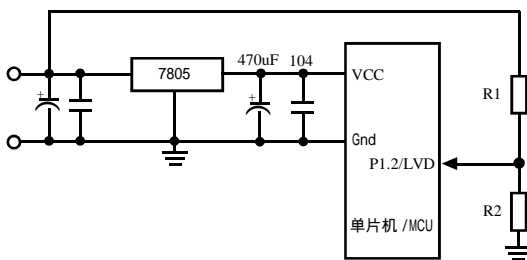 7805
470uF 104
VCC
R1
Gnd
P1.2/LVD
R2
单片机 /MCU
+
+